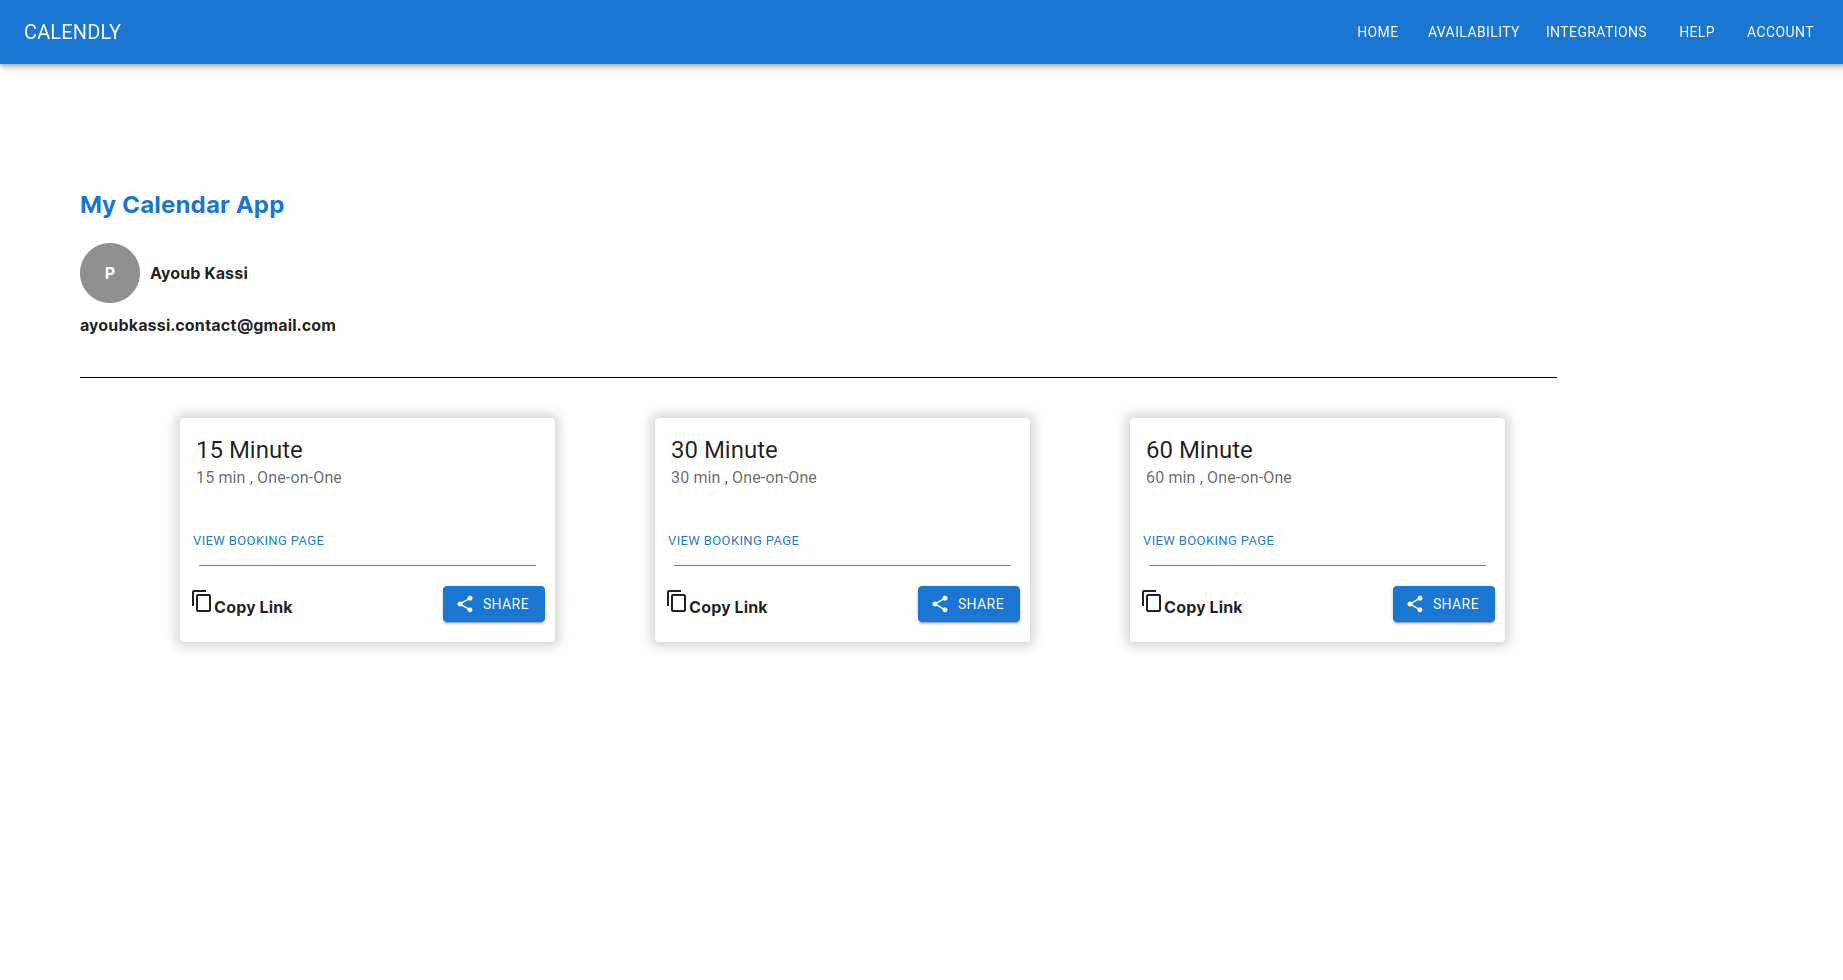 CALENDLY HOME AVAILABILITY INTEGRATIONS HELP ACCOUNT
My Calendar App
P Ayoub Kassi
ayoubkassi.contact@gmail.com
15 Minute
15 min , One-on-One
VIEW BOOKING PAGE
Copy Link SHARE
30 Minute
30 min , One-on-One
VIEW BOOKING PAGE
Copy Link SHARE
60 Minute
60 min , One-on-One
VIEW BOOKING PAGE
Copy Link SHARE